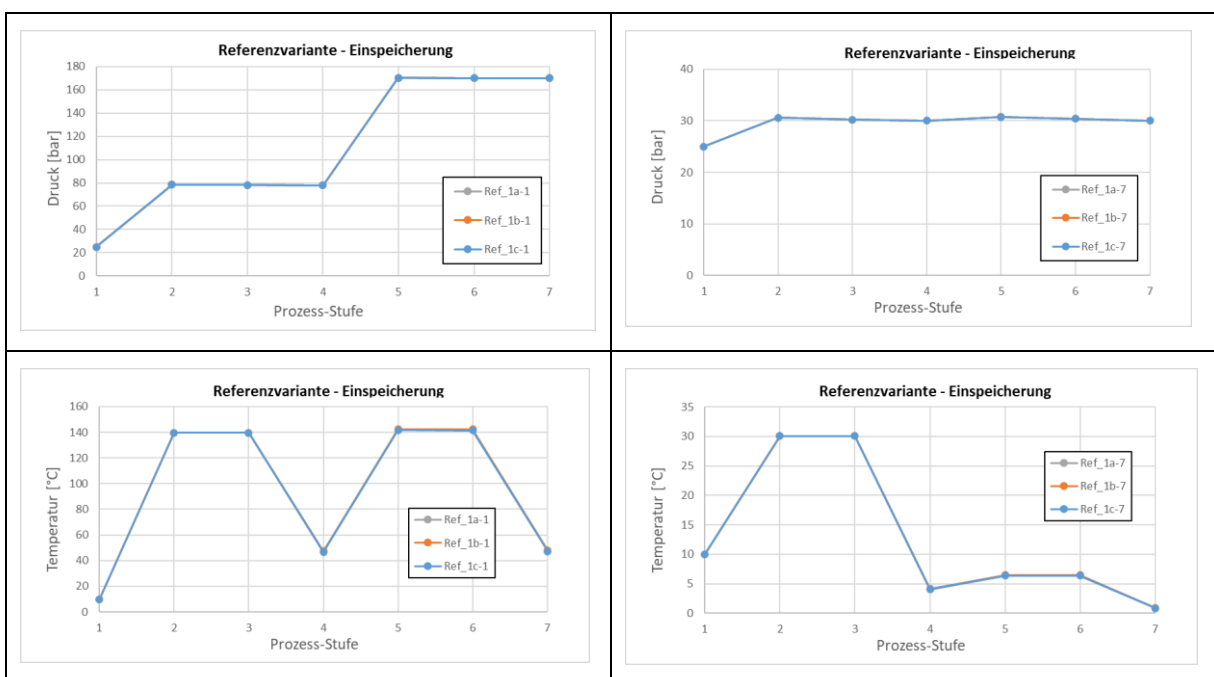 Referenzvariante - Einspeicherung
180
160
140
120
100
80
60
40
20
0
Druck [bar]
Ref_1a-1
Ref_1b-1
Ref_1c-1
1 2 3 4 5 6 7
Prozess-Stufe
Referenzvariante - Einspeicherung
40
30
20
10
0
Druck [bar]
Ref_1a-7
Ref_1b-7
Ref_1c-7
1 2 3 4 5 6 7
Prozess-Stufe
Referenzvariante - Einspeicherung
160
140
120
100
80
60
40
20
0
Temperatur [°C]
Ref_1a-1
Ref_1b-1
Ref_1c-1
1 2 3 4 5 6 7
Prozess-Stufe
Referenzvariante - Einspeicherung
35
30
25
20
15
10
5
0
Temperatur [°C]
Ref_1a-7
Ref_1b-7
Ref_1c-7
1 2 3 4 5 6 7
Prozess-Stufe